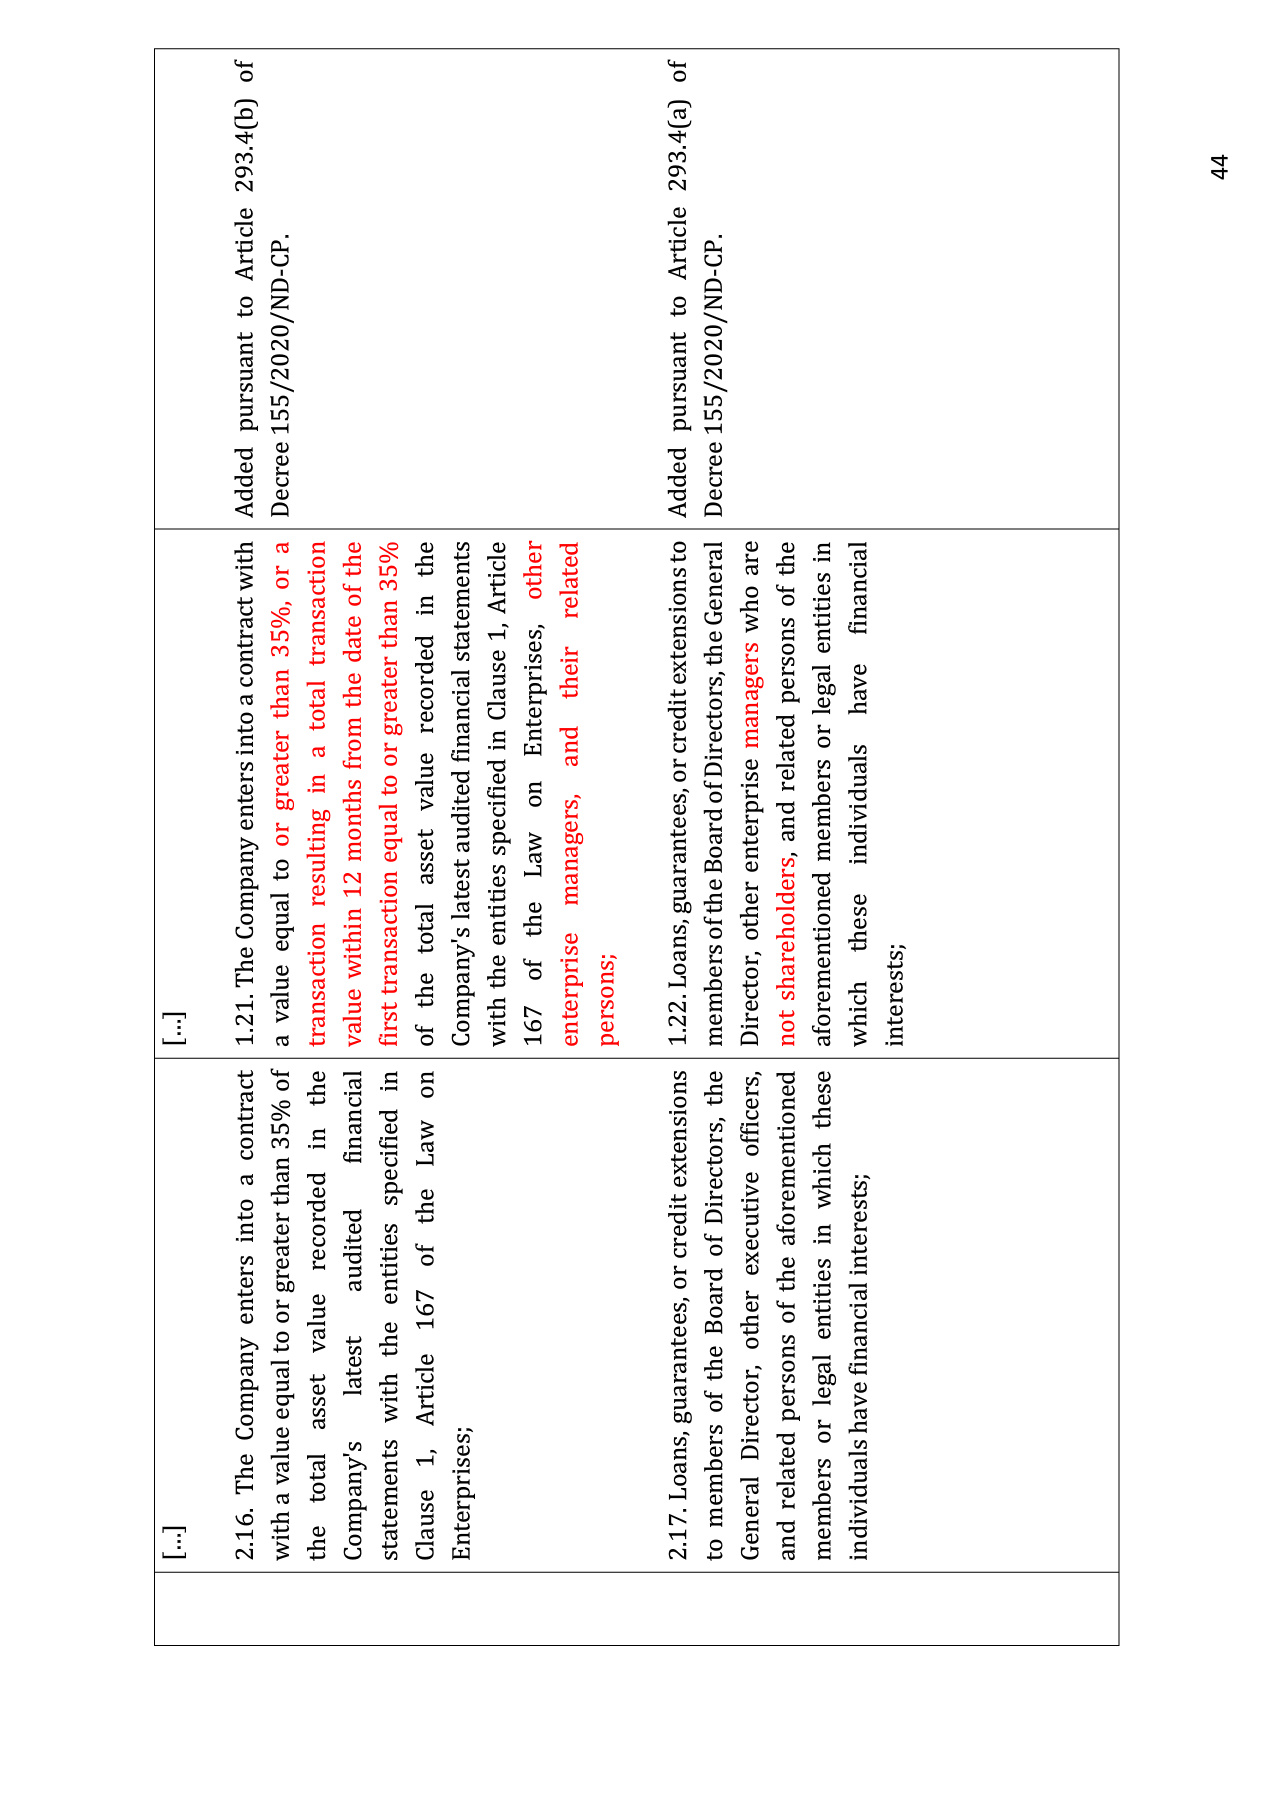 [...]
2.16. The Company enters into a contract
with a value equal to or greater than 35% of
the total asset value recorded in the
Company's latest audited financial
statements with the entities specified in
Clause 1, Article 167 of the Law on
Enterprises;
2.17. Loans, guarantees, or credit extensions
to members of the Board of Directors, the
General Director, other executive officers,
and related persons of the aforementioned
members or legal entities in which these
individuals have financial interests;
[...]
1.21. The Company enters into a contract with
a value equal to or greater than 35%, or a
transaction resulting in a total transaction
value within 12 months from the date of the
first transaction equal to or greater than 35%
of the total asset value recorded in the
Company's latest audited financial statements
with the entities specified in Clause 1, Article
167 of the Law on Enterprises, other
enterprise managers, and their related
persons;
1.22. Loans, guarantees, or credit extensions to
members of the Board of Directors, the General
Director, other enterprise managers who are
not shareholders, and related persons of the
aforementioned members or legal entities in
which these individuals have financial
interests;
Added pursuant to Article 293.4(b) of
Decree 155/2020/ND-CP.
Added pursuant to Article 293.4(a) of
Decree 155/2020/ND-CP.
44